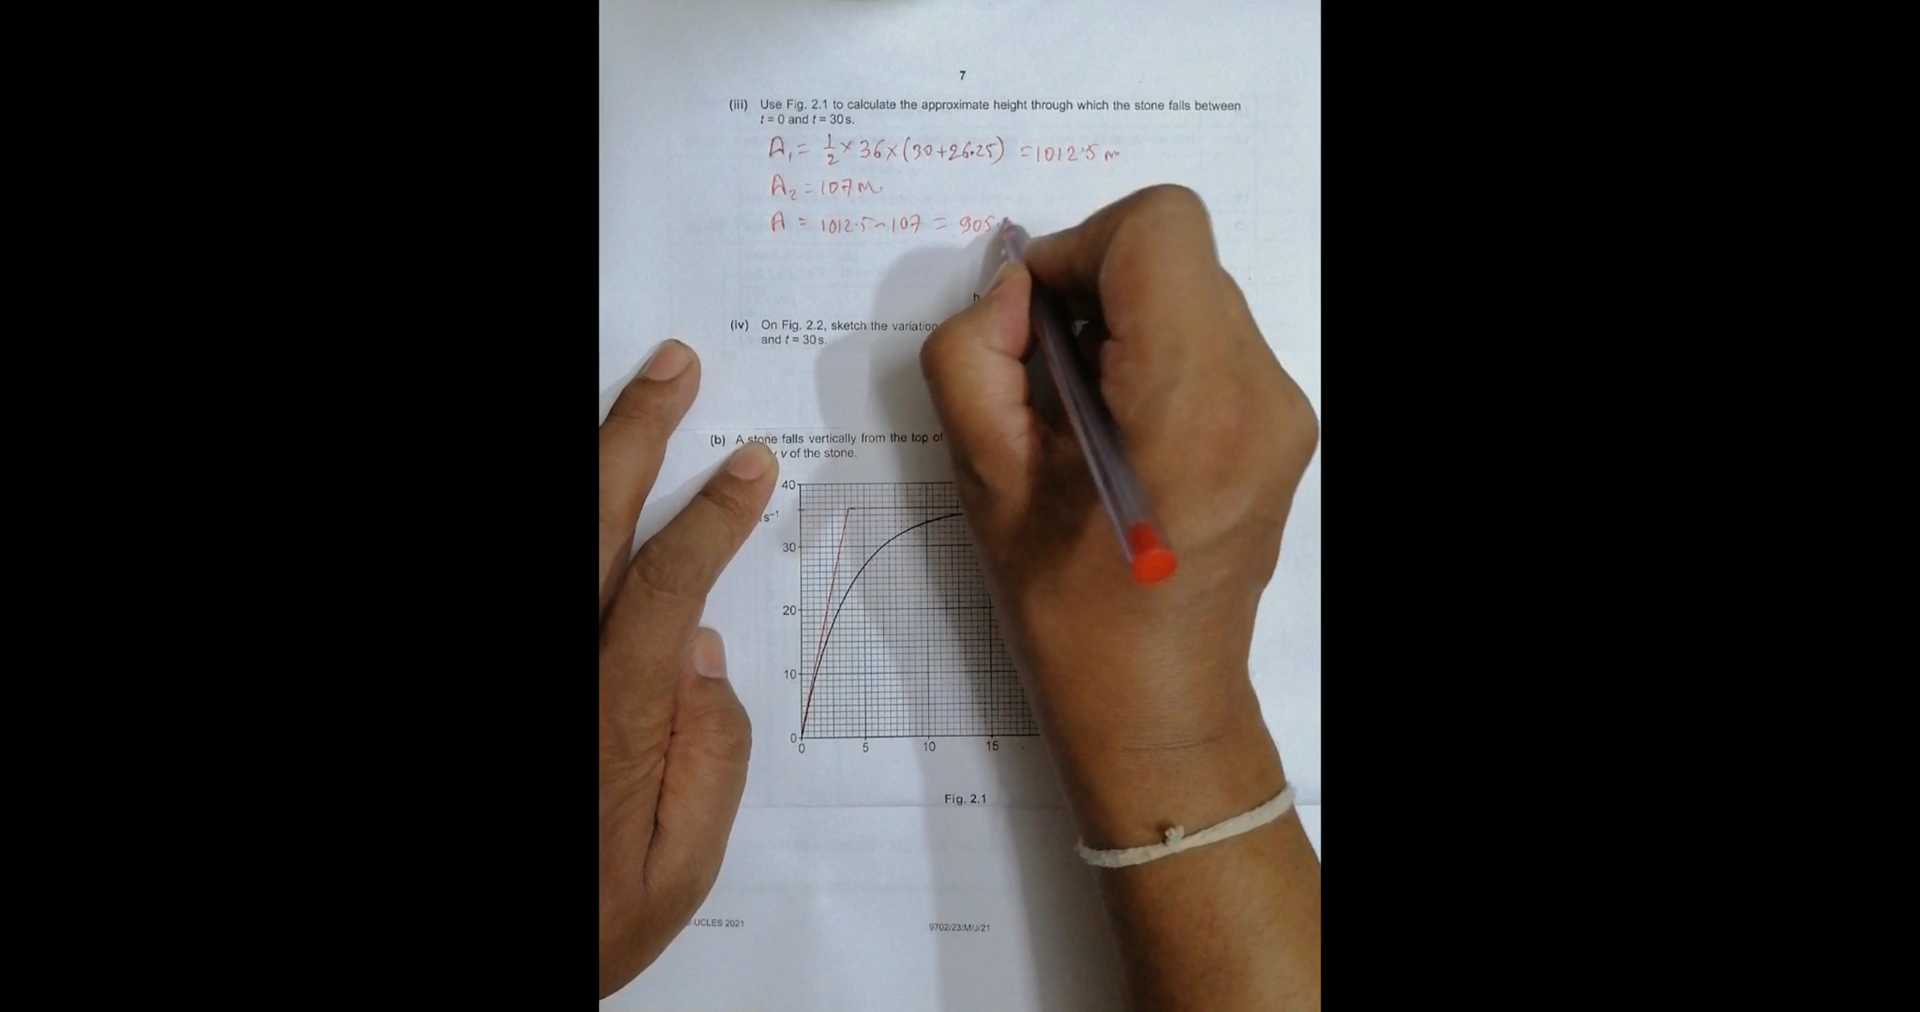 7
(iii) Use Fig. 2.1 to calculate the approximate height through which the stone falls between
t = 0 and t = 30 s.
A₁ = 1/2 × 36 × (30+26.25) = 1012.5 m
A₂ = 107 m
A = 1012.5 - 107 = 905
h
(iv) On Fig. 2.2, sketch the variation
and t = 30 s.
(b) A stone falls vertically from the top of
v of the stone.
40
s⁻¹
30
20
10
0
0 5 10 15
Fig. 2.1
UCLES 2021
9702/23/M/J/21